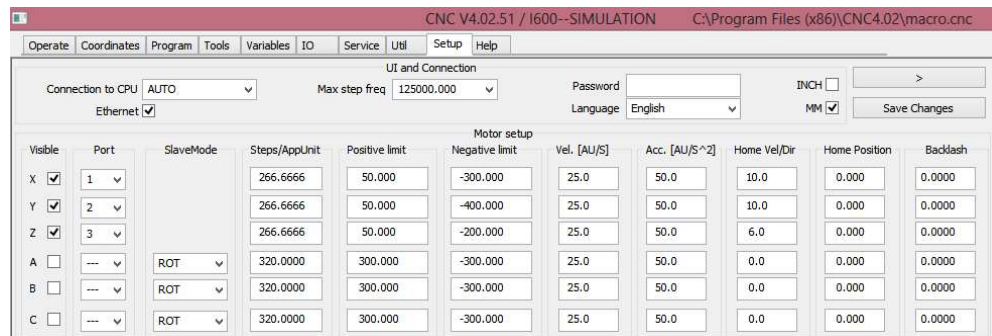 CNC V4.02.51 / I600--SIMULATION C:\Program Files (x86)\CNC4.02\macro.cnc
Operate Coordinates Program Tools Variables IO Service Util Setup Help
UI and Connection
Connection to CPU AUTO Max step freq 125000.000 Password INCH >
Ethernet Language English MM Save Changes
Motor setup
Visible Port SlaveMode Steps/AppUnit Positive limit Negative limit Vel. [AU/S] Acc. [AU/S^2] Home Vel/Dir Home Position Backlash
X 1 266.6666 50.000 -300.000 25.0 50.0 10.0 0.000 0.0000
Y 2 266.6666 50.000 -400.000 25.0 50.0 10.0 0.000 0.0000
Z 3 266.6666 50.000 -200.000 25.0 50.0 6.0 0.000 0.0000
A --- ROT 320.0000 300.000 -300.000 25.0 50.0 0.0 0.000 0.0000
B --- ROT 320.0000 300.000 -300.000 25.0 50.0 0.0 0.000 0.0000
C --- ROT 320.0000 300.000 -300.000 25.0 50.0 0.0 0.000 0.0000